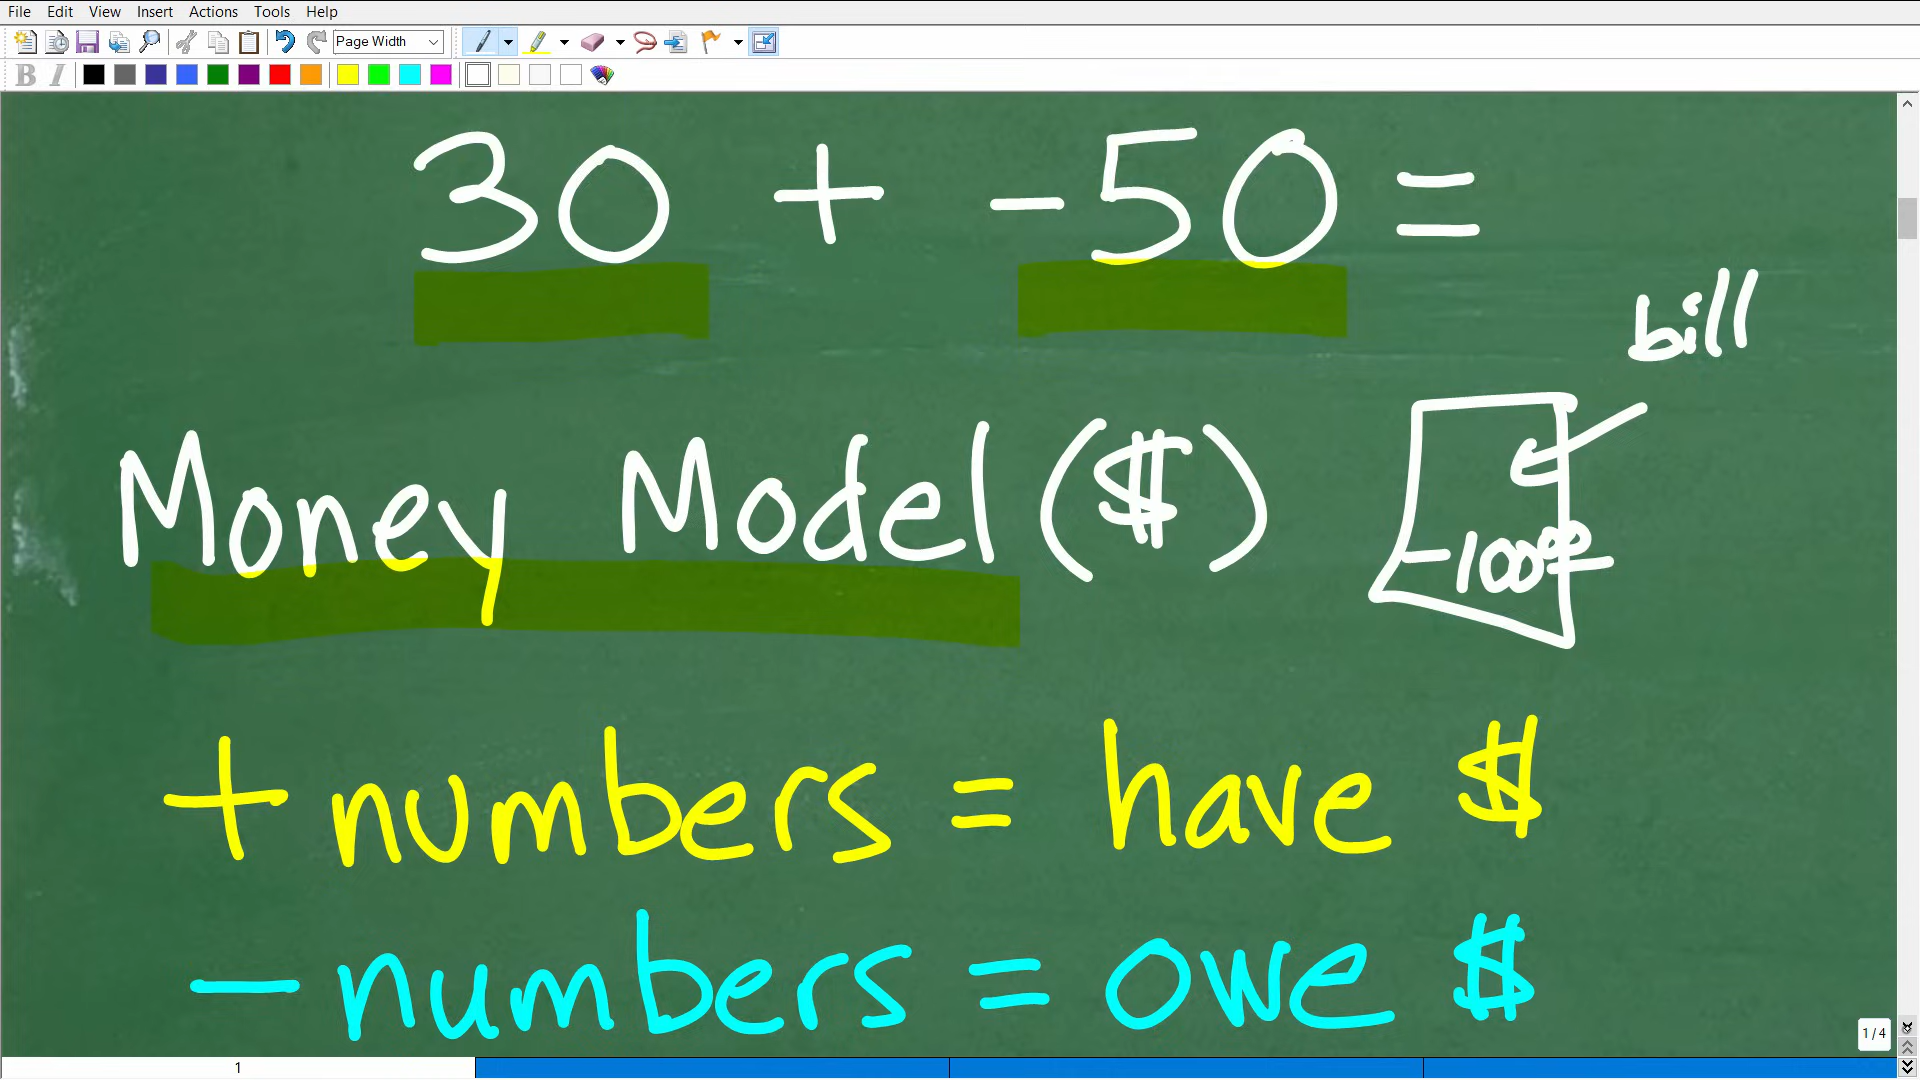 File Edit View Insert Actions Tools Help
Page Width
B I
30 + -50 =
bill
Money Model ($)
-100 00
+ numbers = have $
- numbers = owe $
1 / 4
1